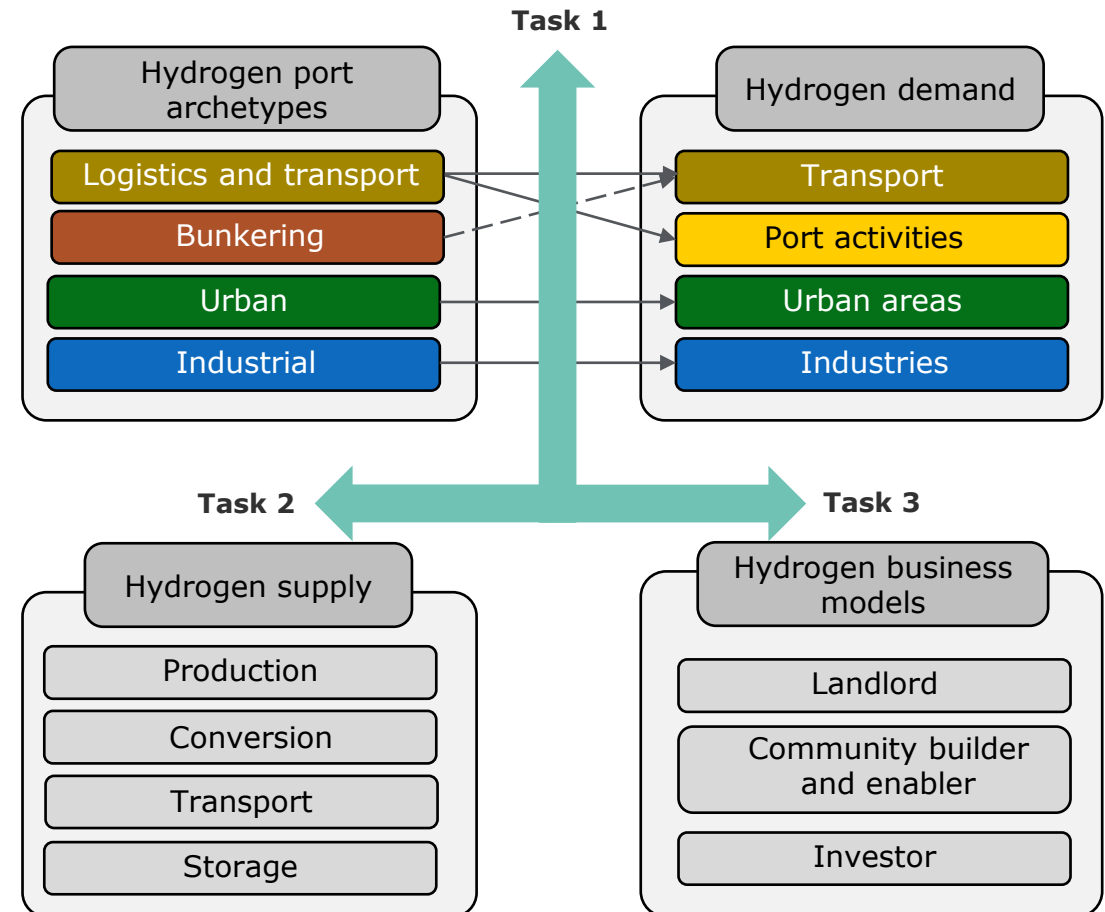 Task 1
Hydrogen port
archetypes
Logistics and transport
Bunkering
Urban
Industrial
Hydrogen demand
Transport
Port activities
Urban areas
Industries
Task 2
Task 3
Hydrogen supply
Production
Conversion
Transport
Storage
Hydrogen business
models
Landlord
Community builder
and enabler
Investor